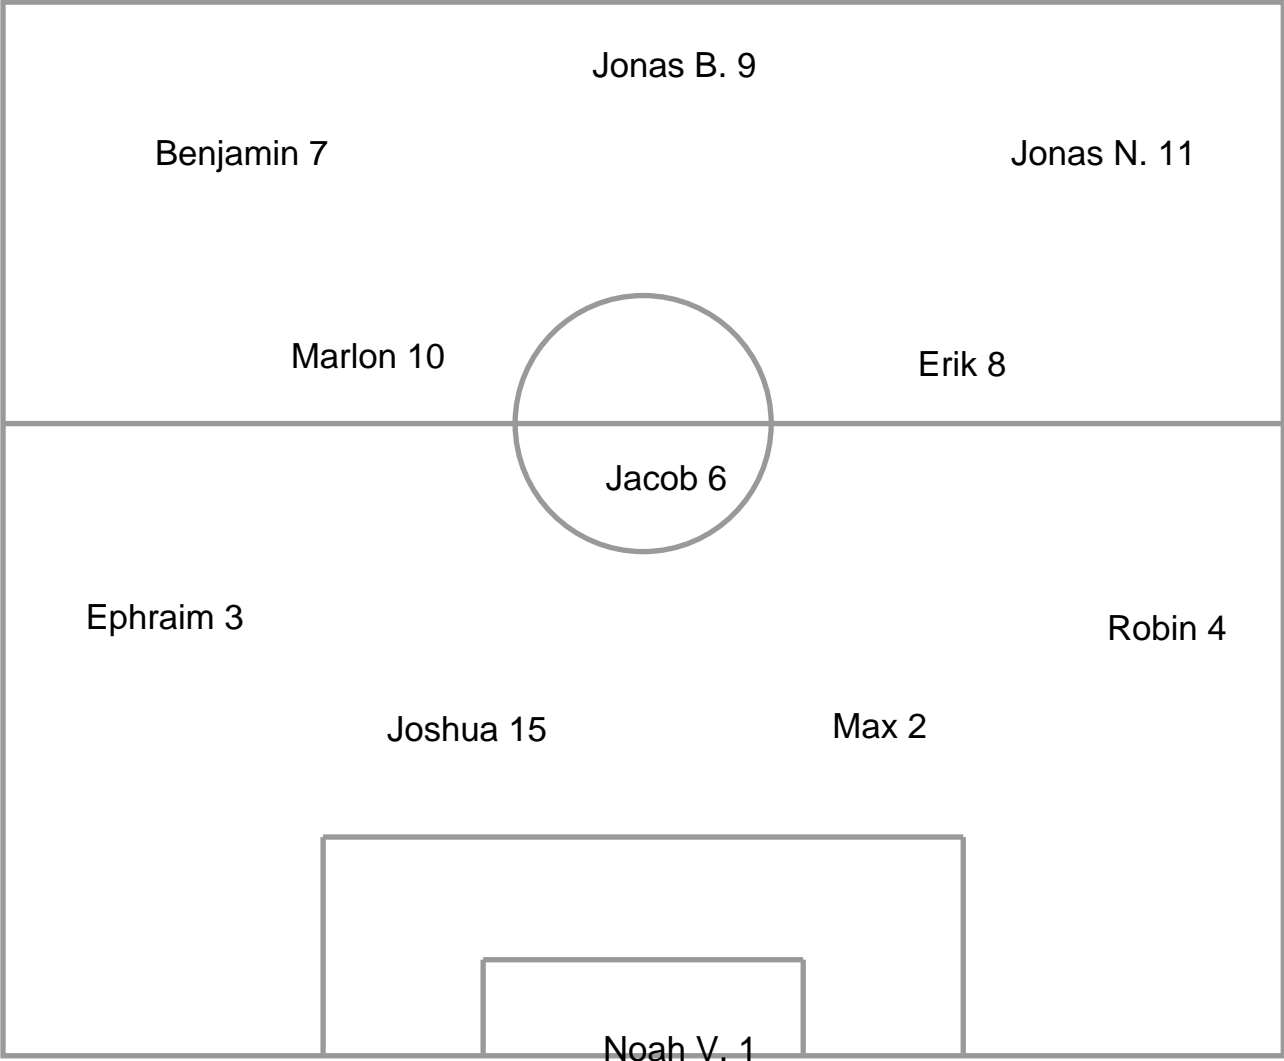 Jonas B. 9
Benjamin 7
Jonas N. 11
Marlon 10
Erik 8
Jacob 6
Ephraim 3
Robin 4
Joshua 15
Max 2
Noah V. 1